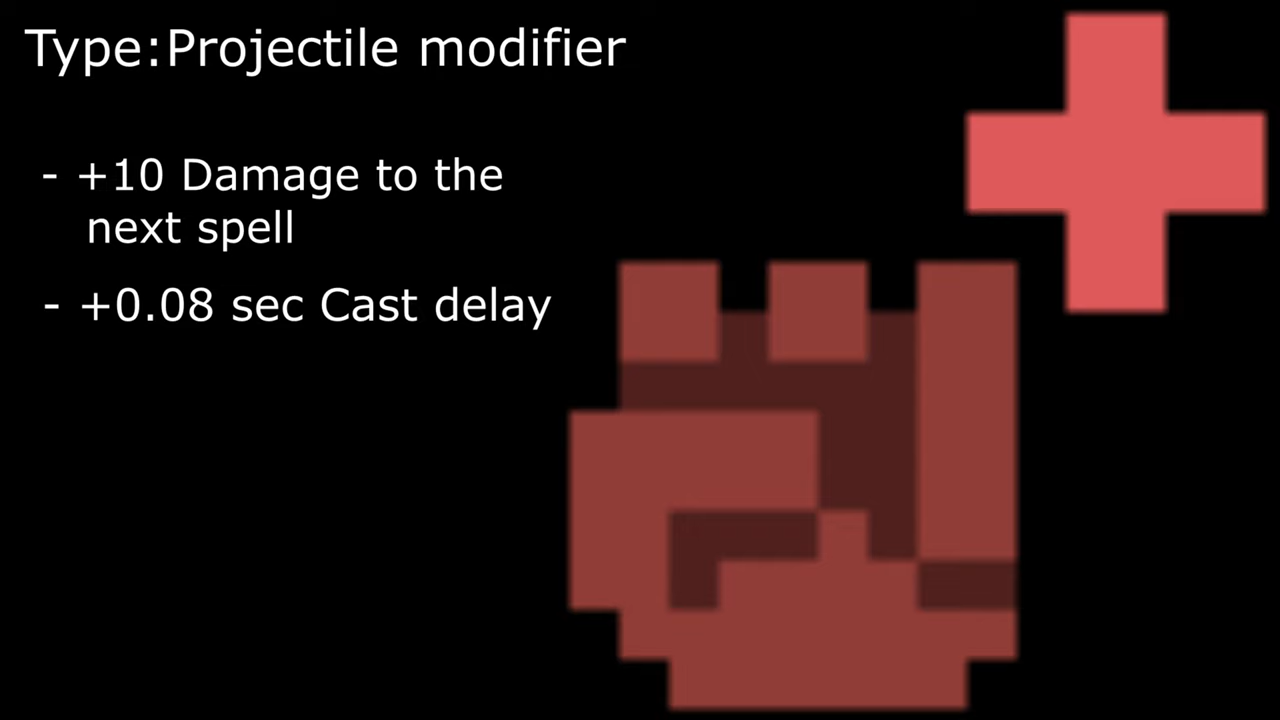 Type:Projectile modifier
- +10 Damage to the
next spell
- +0.08 sec Cast delay